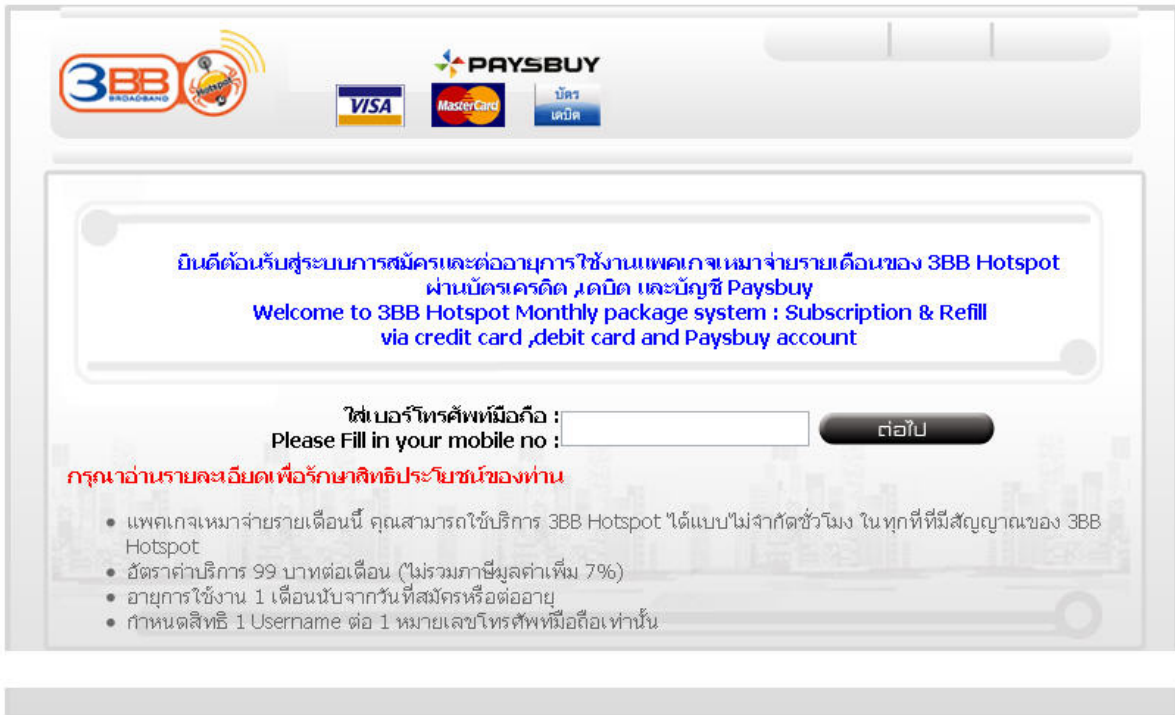 3BB
BROADBAND
Hotspot
PAYSBUY
VISA
MasterCard
บัตร
เดบิต
ยินดีต้อนรับสู่ระบบการสมัครและต่ออายุการใช้งานแพคเกจเหมาจ่ายรายเดือนของ 3BB Hotspot
ผ่านบัตรเครดิต ,เดบิต และบัญชี Paysbuy
Welcome to 3BB Hotspot Monthly package system : Subscription & Refill
via credit card ,debit card and Paysbuy account
ใส่เบอร์โทรศัพท์มือถือ :
Please Fill in your mobile no :
ต่อไป
กรุณาอ่านรายละเอียดเพื่อรักษาสิทธิประโยชน์ของท่าน
• แพคเกจเหมาจ่ายรายเดือนนี้ คุณสามารถใช้บริการ 3BB Hotspot ได้แบบไม่จำกัดชั่วโมง ในทุกที่ที่มีสัญญาณของ 3BB
Hotspot
• อัตราค่าบริการ 99 บาทต่อเดือน (ไม่รวมภาษีมูลค่าเพิ่ม 7%)
• อายุการใช้งาน 1 เดือนนับจากวันที่สมัครหรือต่ออายุ
• กำหนดสิทธิ 1 Username ต่อ 1 หมายเลขโทรศัพท์มือถือเท่านั้น